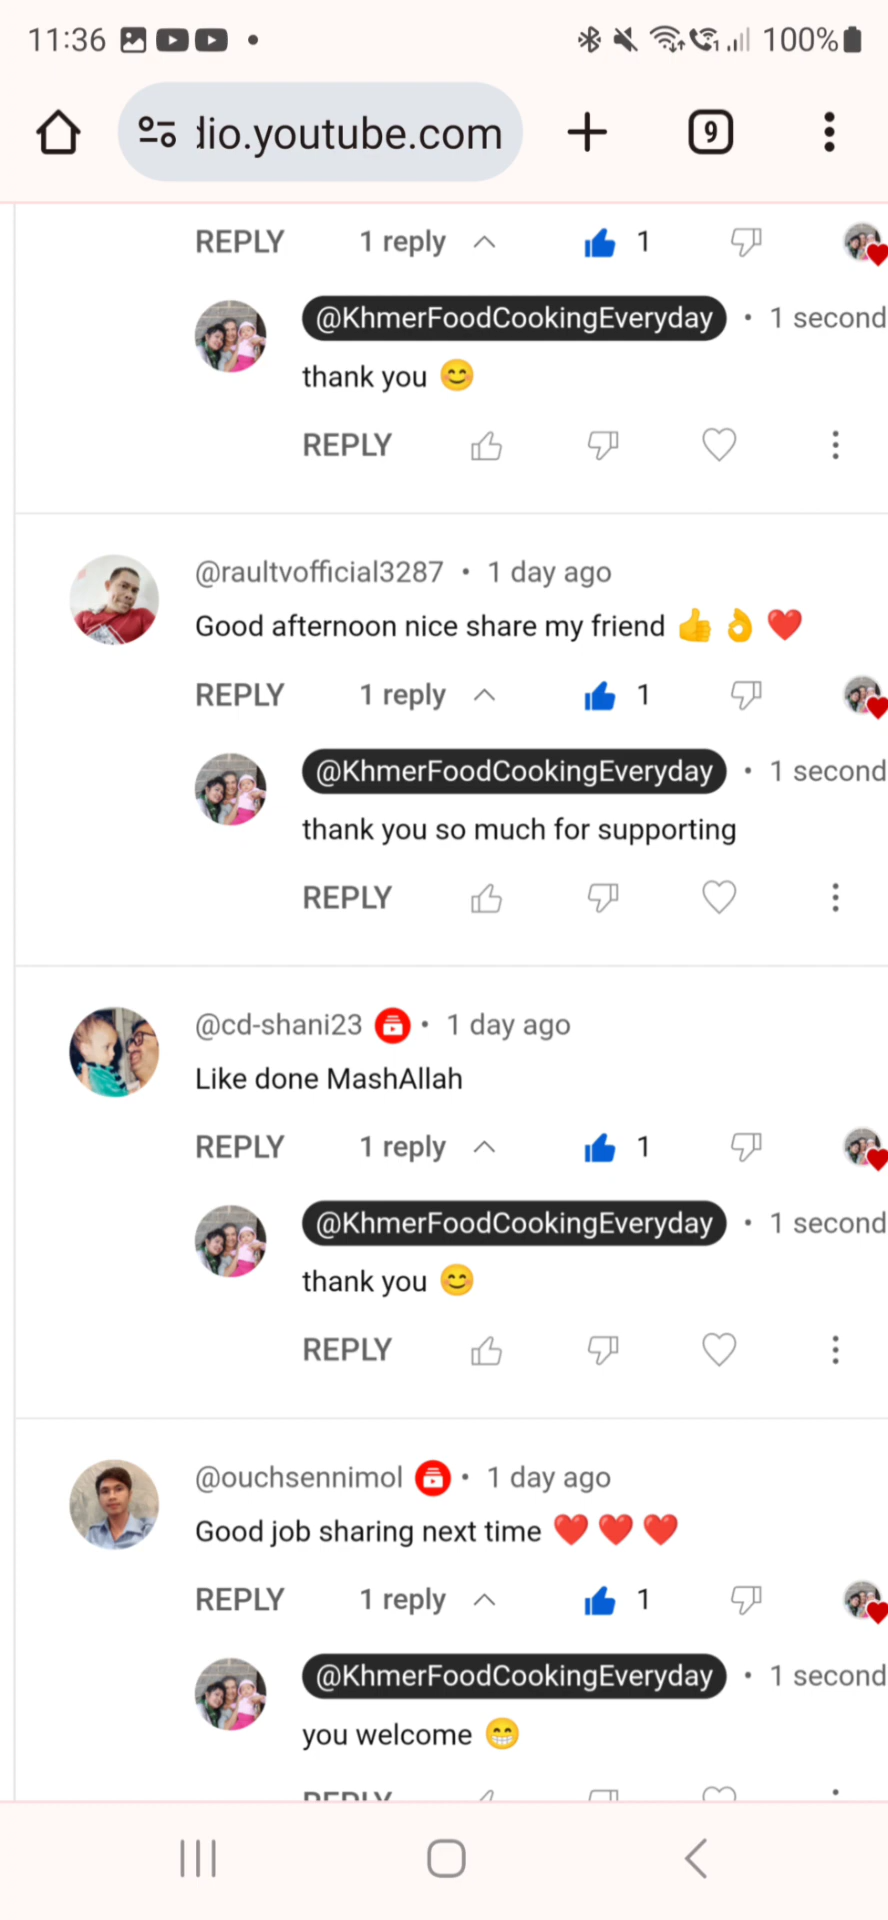 11:36
100%
dio.youtube.com
9
REPLY 1 reply 1
@KhmerFoodCookingEveryday • 1 second
thank you 😊
REPLY
@raultvofficial3287 • 1 day ago
Good afternoon nice share my friend 👍👌❤️
REPLY 1 reply 1
@KhmerFoodCookingEveryday • 1 second
thank you so much for supporting
REPLY
@cd-shani23 • 1 day ago
Like done MashAllah
REPLY 1 reply 1
@KhmerFoodCookingEveryday • 1 second
thank you 😊
REPLY
@ouchsennimol • 1 day ago
Good job sharing next time ❤️❤️❤️
REPLY 1 reply 1
@KhmerFoodCookingEveryday • 1 second
you welcome 😁
REPLY